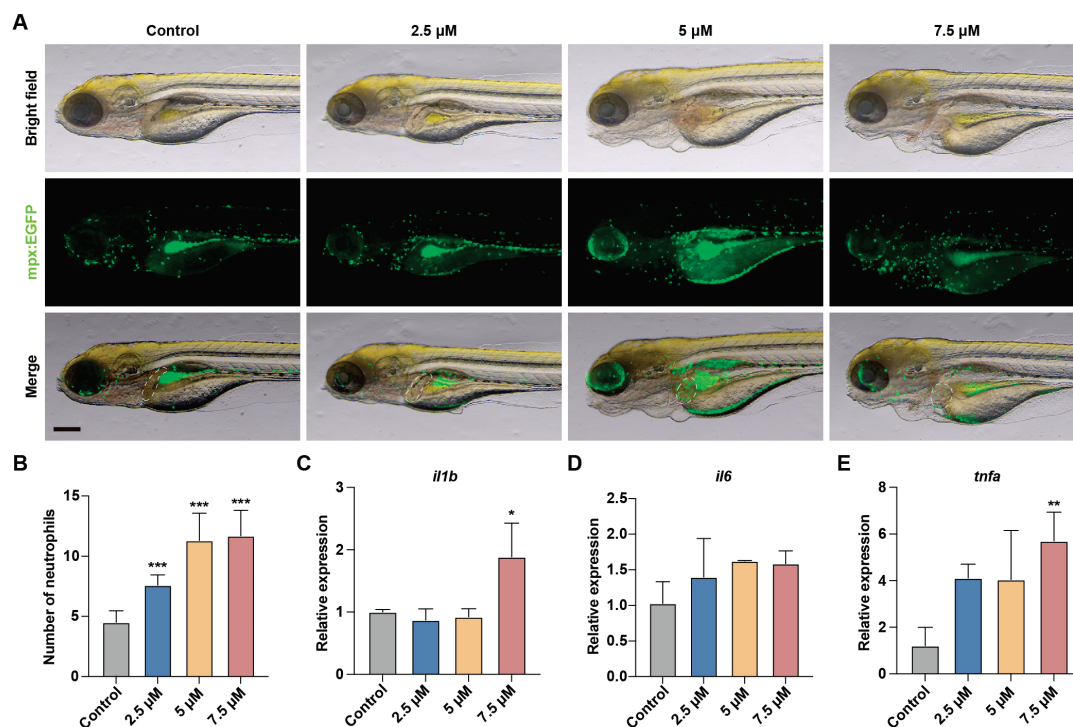 A
Control
2.5 µM
5 µM
7.5 µM
Bright field
mpx:EGFP
Merge
B
Number of neutrophils
15
10
5
0
***
***
***
Control
2.5 µM
5 µM
7.5 µM
C
il1b
Relative expression
3
2
1
0
*
Control
2.5 µM
5 µM
7.5 µM
D
il6
Relative expression
2.5
2.0
1.5
1.0
0.5
0.0
Control
2.5 µM
5 µM
7.5 µM
E
tnfa
Relative expression
8
6
4
2
0
**
Control
2.5 µM
5 µM
7.5 µM